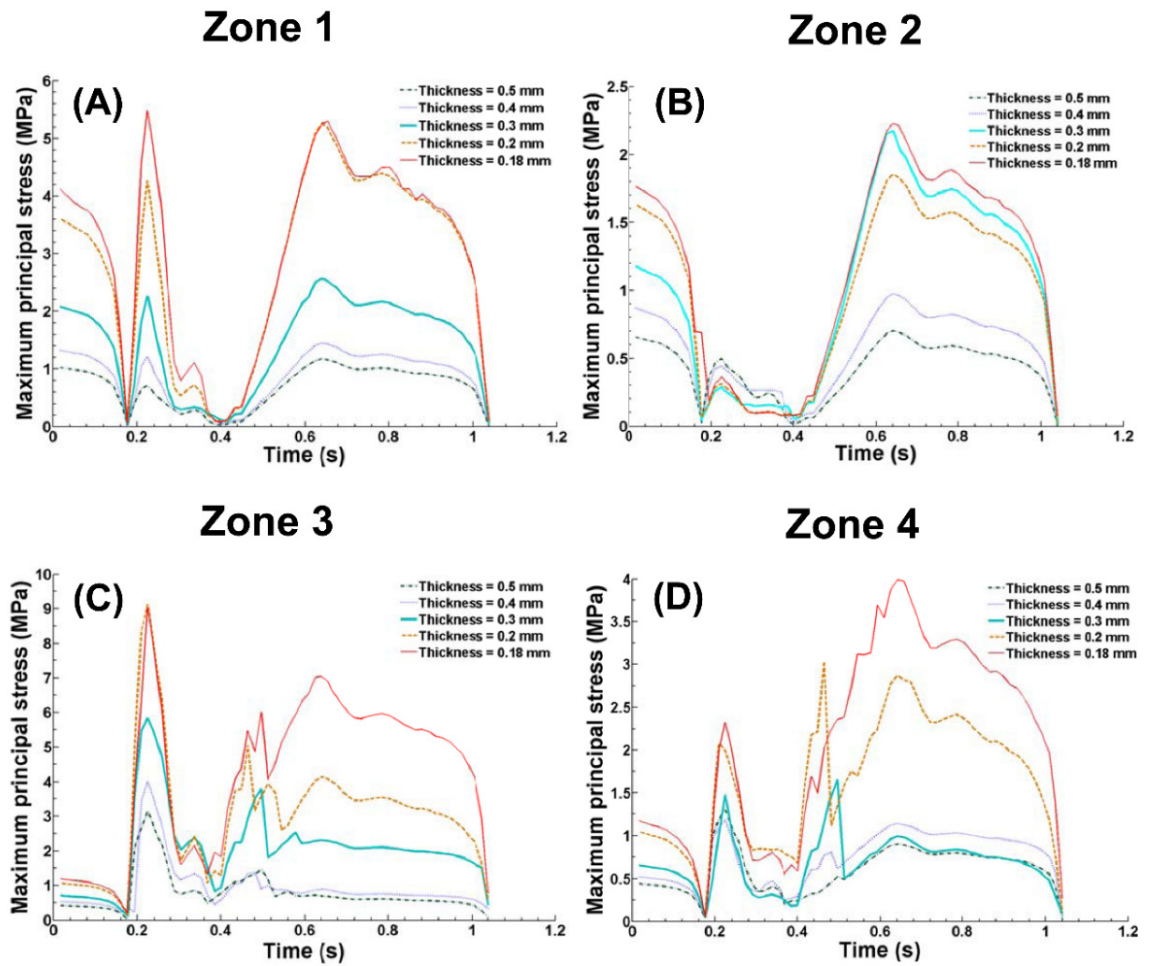 Zone 1
Zone 2
(A)
Maximum principal stress (MPa)
6
5
4
3
2
1
0
0
0.2
0.4
0.6
0.8
1
1.2
Time (s)
Thickness = 0.5 mm
Thickness = 0.4 mm
Thickness = 0.3 mm
Thickness = 0.2 mm
Thickness = 0.18 mm
(B)
Maximum principal stress (MPa)
2.5
2
1.5
1
0.5
0
0
0.2
0.4
0.6
0.8
1
1.2
Time (s)
Thickness = 0.5 mm
Thickness = 0.4 mm
Thickness = 0.3 mm
Thickness = 0.2 mm
Thickness = 0.18 mm
Zone 3
Zone 4
(C)
Maximum principal stress (MPa)
10
9
8
7
6
5
4
3
2
1
0
0
0.2
0.4
0.6
0.8
1
1.2
Time (s)
Thickness = 0.5 mm
Thickness = 0.4 mm
Thickness = 0.3 mm
Thickness = 0.2 mm
Thickness = 0.18 mm
(D)
Maximum principal stress (MPa)
4
3.5
3
2.5
2
1.5
1
0.5
0
0
0.2
0.4
0.6
0.8
1
1.2
Time (s)
Thickness = 0.5 mm
Thickness = 0.4 mm
Thickness = 0.3 mm
Thickness = 0.2 mm
Thickness = 0.18 mm